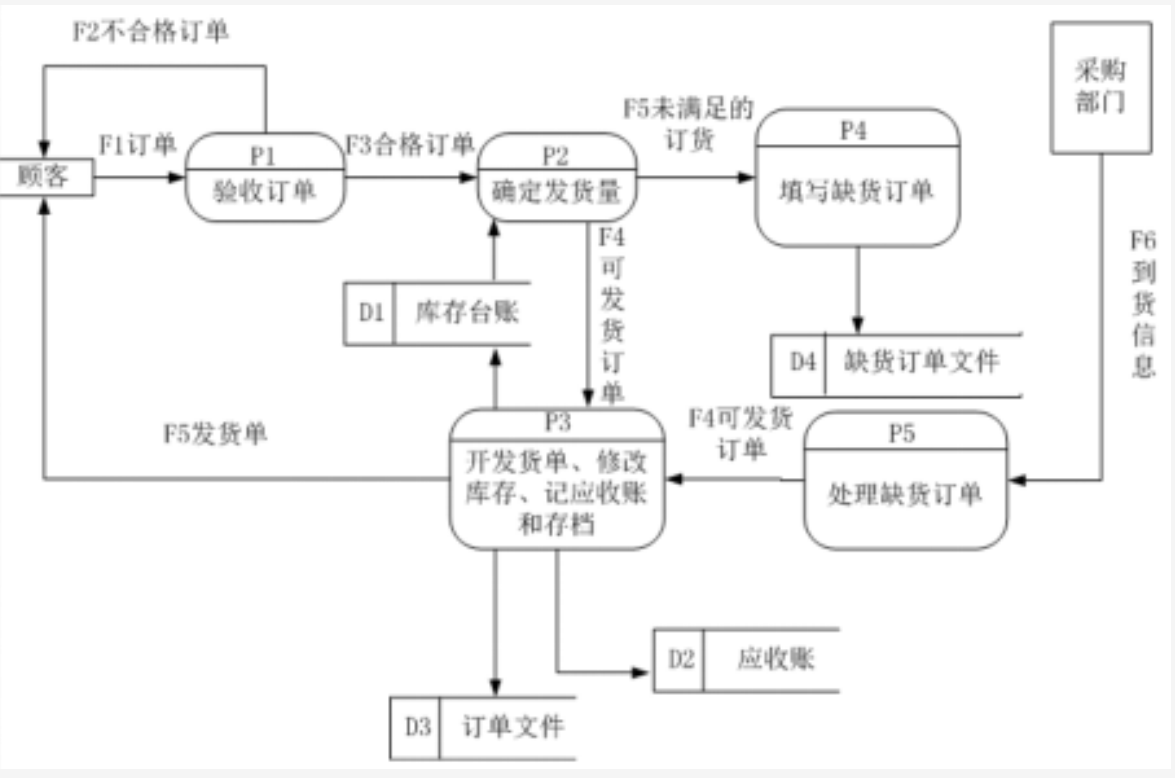 F2不合格订单
采购
部门
F1订单
顾客
P1
验收订单
F3合格订单
P2
确定发货量
F5未满足的
订货
P4
填写缺货订单
F4
可
发
货
订
单
F6
到
货
信
息
D1
库存台账
D4
缺货订单文件
F5发货单
P3
开发货单、修改
库存、记应收账
和存档
F4可发货
订单
P5
处理缺货订单
D2
应收账
D3
订单文件